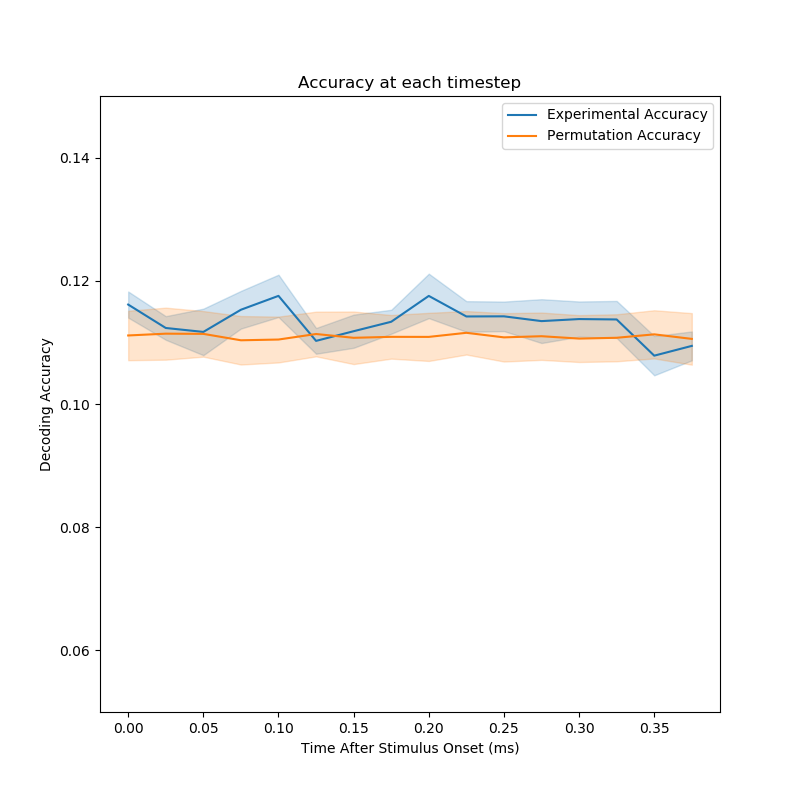 Accuracy at each timestep
Experimental Accuracy
Permutation Accuracy
0.14
0.12
0.10
0.08
0.06
Decoding Accuracy
0.00 0.05 0.10 0.15 0.20 0.25 0.30 0.35
Time After Stimulus Onset (ms)